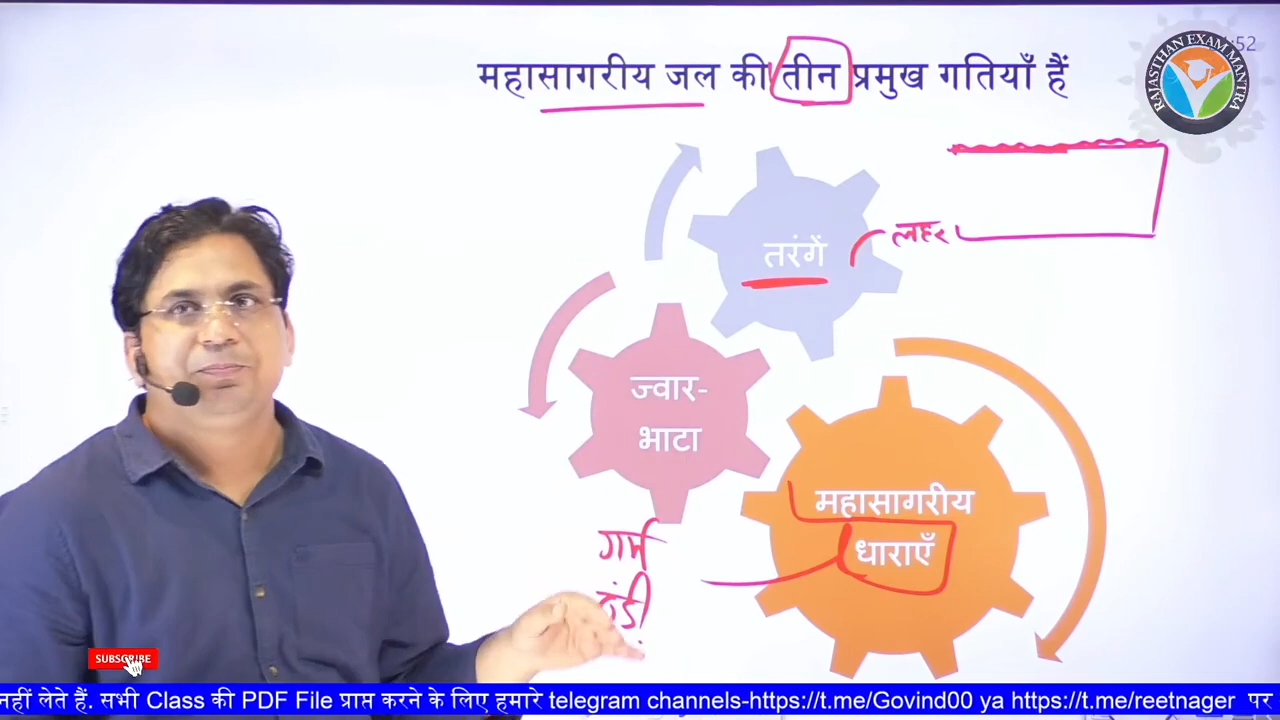 महासागरीय जल की तीन प्रमुख गतियाँ हैं
:52
RAJASTHAN EXAM MANTRA
तरंगें
लहर
ज्वार-
भाटा
महासागरीय
धाराएँ
गर्म
ठंडी
SUBSCRIBE
नहीं लेते हैं. सभी Class की PDF File प्राप्त करने के लिए हमारे telegram channels-https://t.me/Govind00 ya https://t.me/reetnager पर